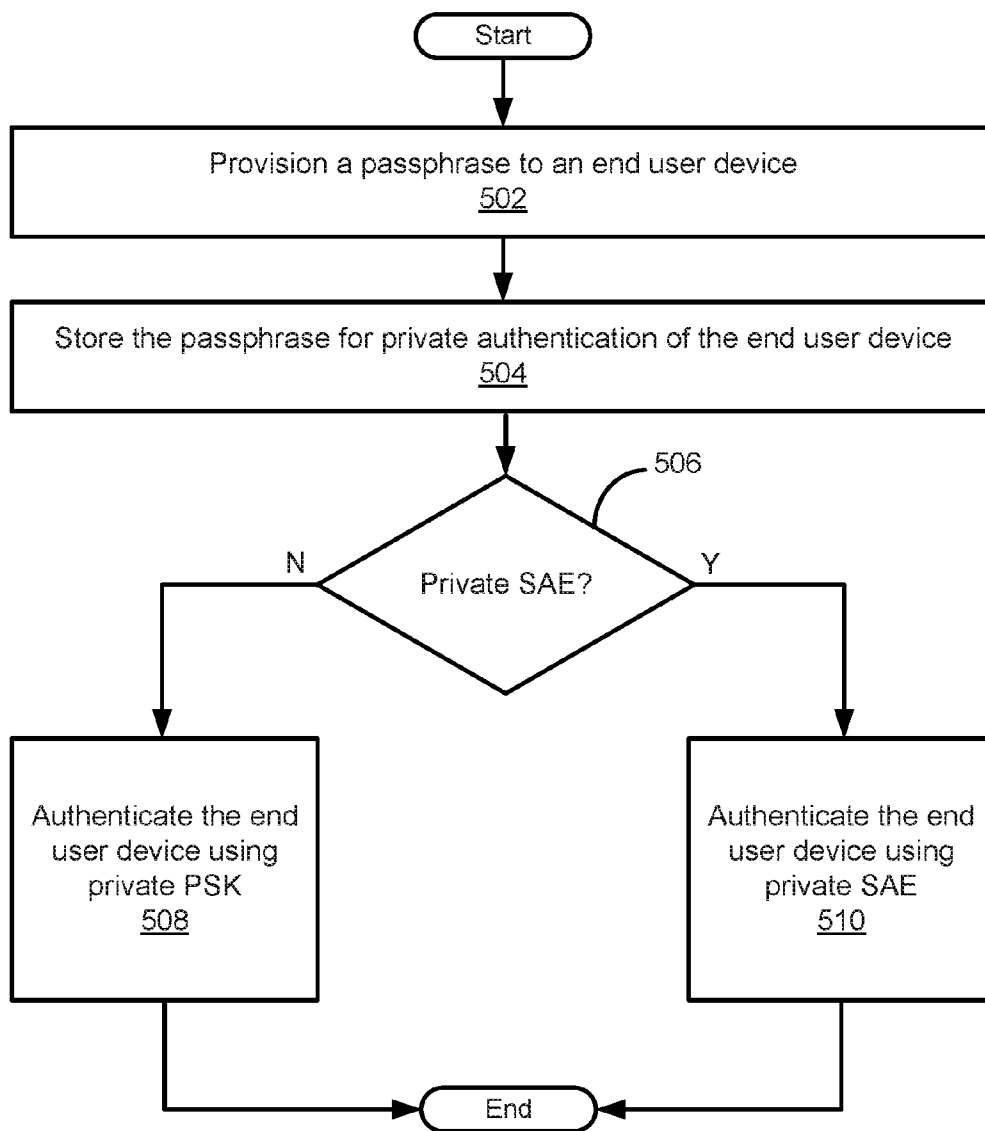 Start
Provision a passphrase to an end user device
502
Store the passphrase for private authentication of the end user device
504
506
N
Private SAE?
Y
Authenticate the end
user device using
private PSK
508
Authenticate the end
user device using
private SAE
510
End